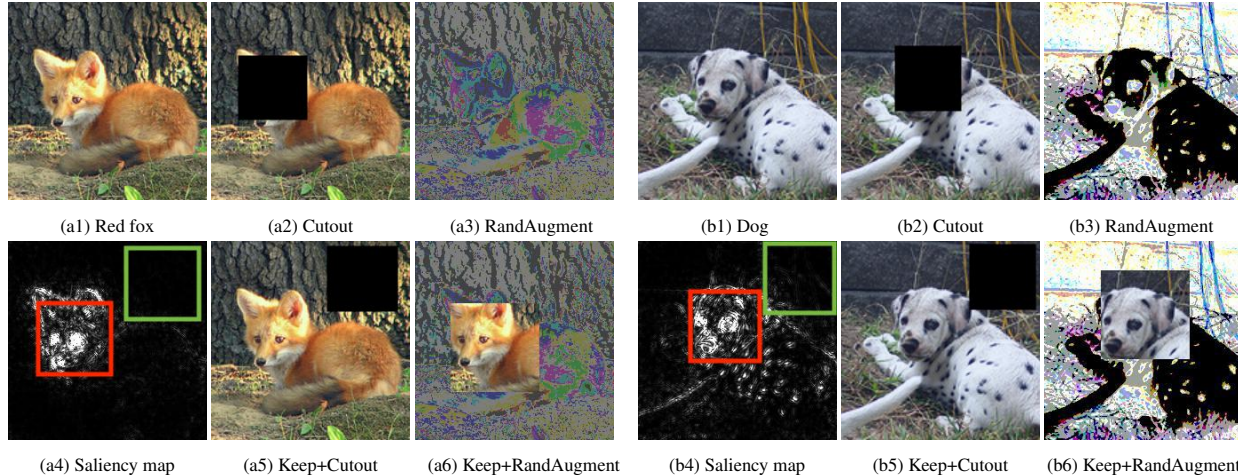 (a1) Red fox
(a2) Cutout
(a3) RandAugment
(b1) Dog
(b2) Cutout
(b3) RandAugment
(a4) Saliency map
(a5) Keep+Cutout
(a6) Keep+RandAugment
(b4) Saliency map
(b5) Keep+Cutout
(b6) Keep+RandAugment